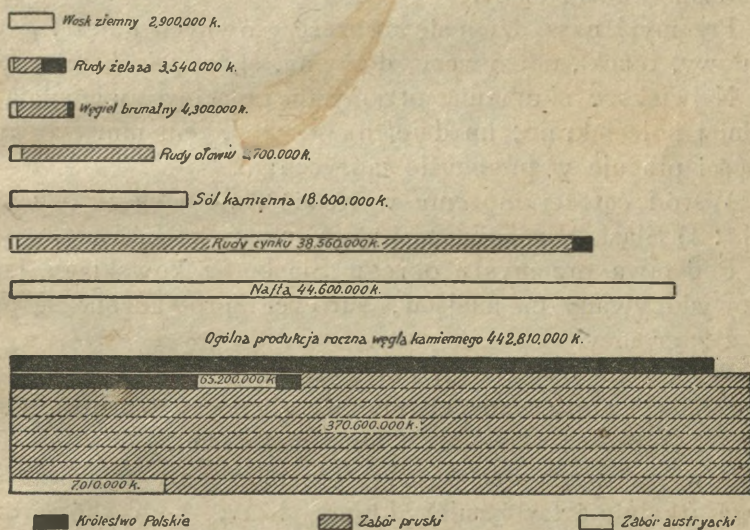 Wosk ziemny 2,900,000 k.
Rudy żelaza 3,540.000 k.
Węgiel brunatny 4,300.000 k.
Rudy ołowiu 700.000 k.
Sól kamienna 18.600.000 k.
Rudy cynku 38,560.000 k.
Nafta 44.600.000 k.
Ogólna produkcja roczna węgla kamiennego 442,810.000 k.
65.200.000 k
370.600.000 k.
7.010.000 k.
Królestwo Polskie Zabór pruski Zabór austryacki